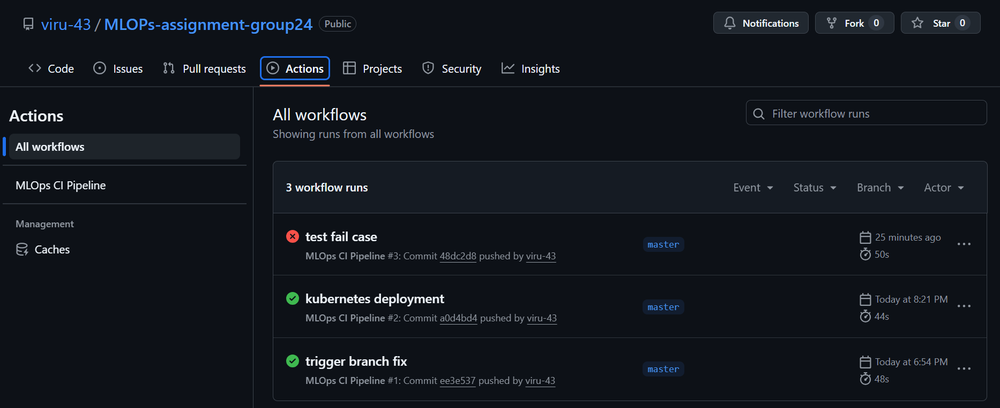 viru-43 / MLOPs-assignment-group24 Public
Notifications Fork 0 Star 0
Code Issues Pull requests Actions Projects Security Insights
Actions
All workflows
MLOps CI Pipeline
Management
Caches
All workflows
Showing runs from all workflows
Filter workflow runs
3 workflow runs Event Status Branch Actor
test fail case
MLOps CI Pipeline #3: Commit 48dc2d8 pushed by viru-43
master
25 minutes ago
50s
kubernetes deployment
MLOps CI Pipeline #2: Commit a0d4bd4 pushed by viru-43
master
Today at 8:21 PM
44s
trigger branch fix
MLOps CI Pipeline #1: Commit ee3e537 pushed by viru-43
master
Today at 6:54 PM
48s